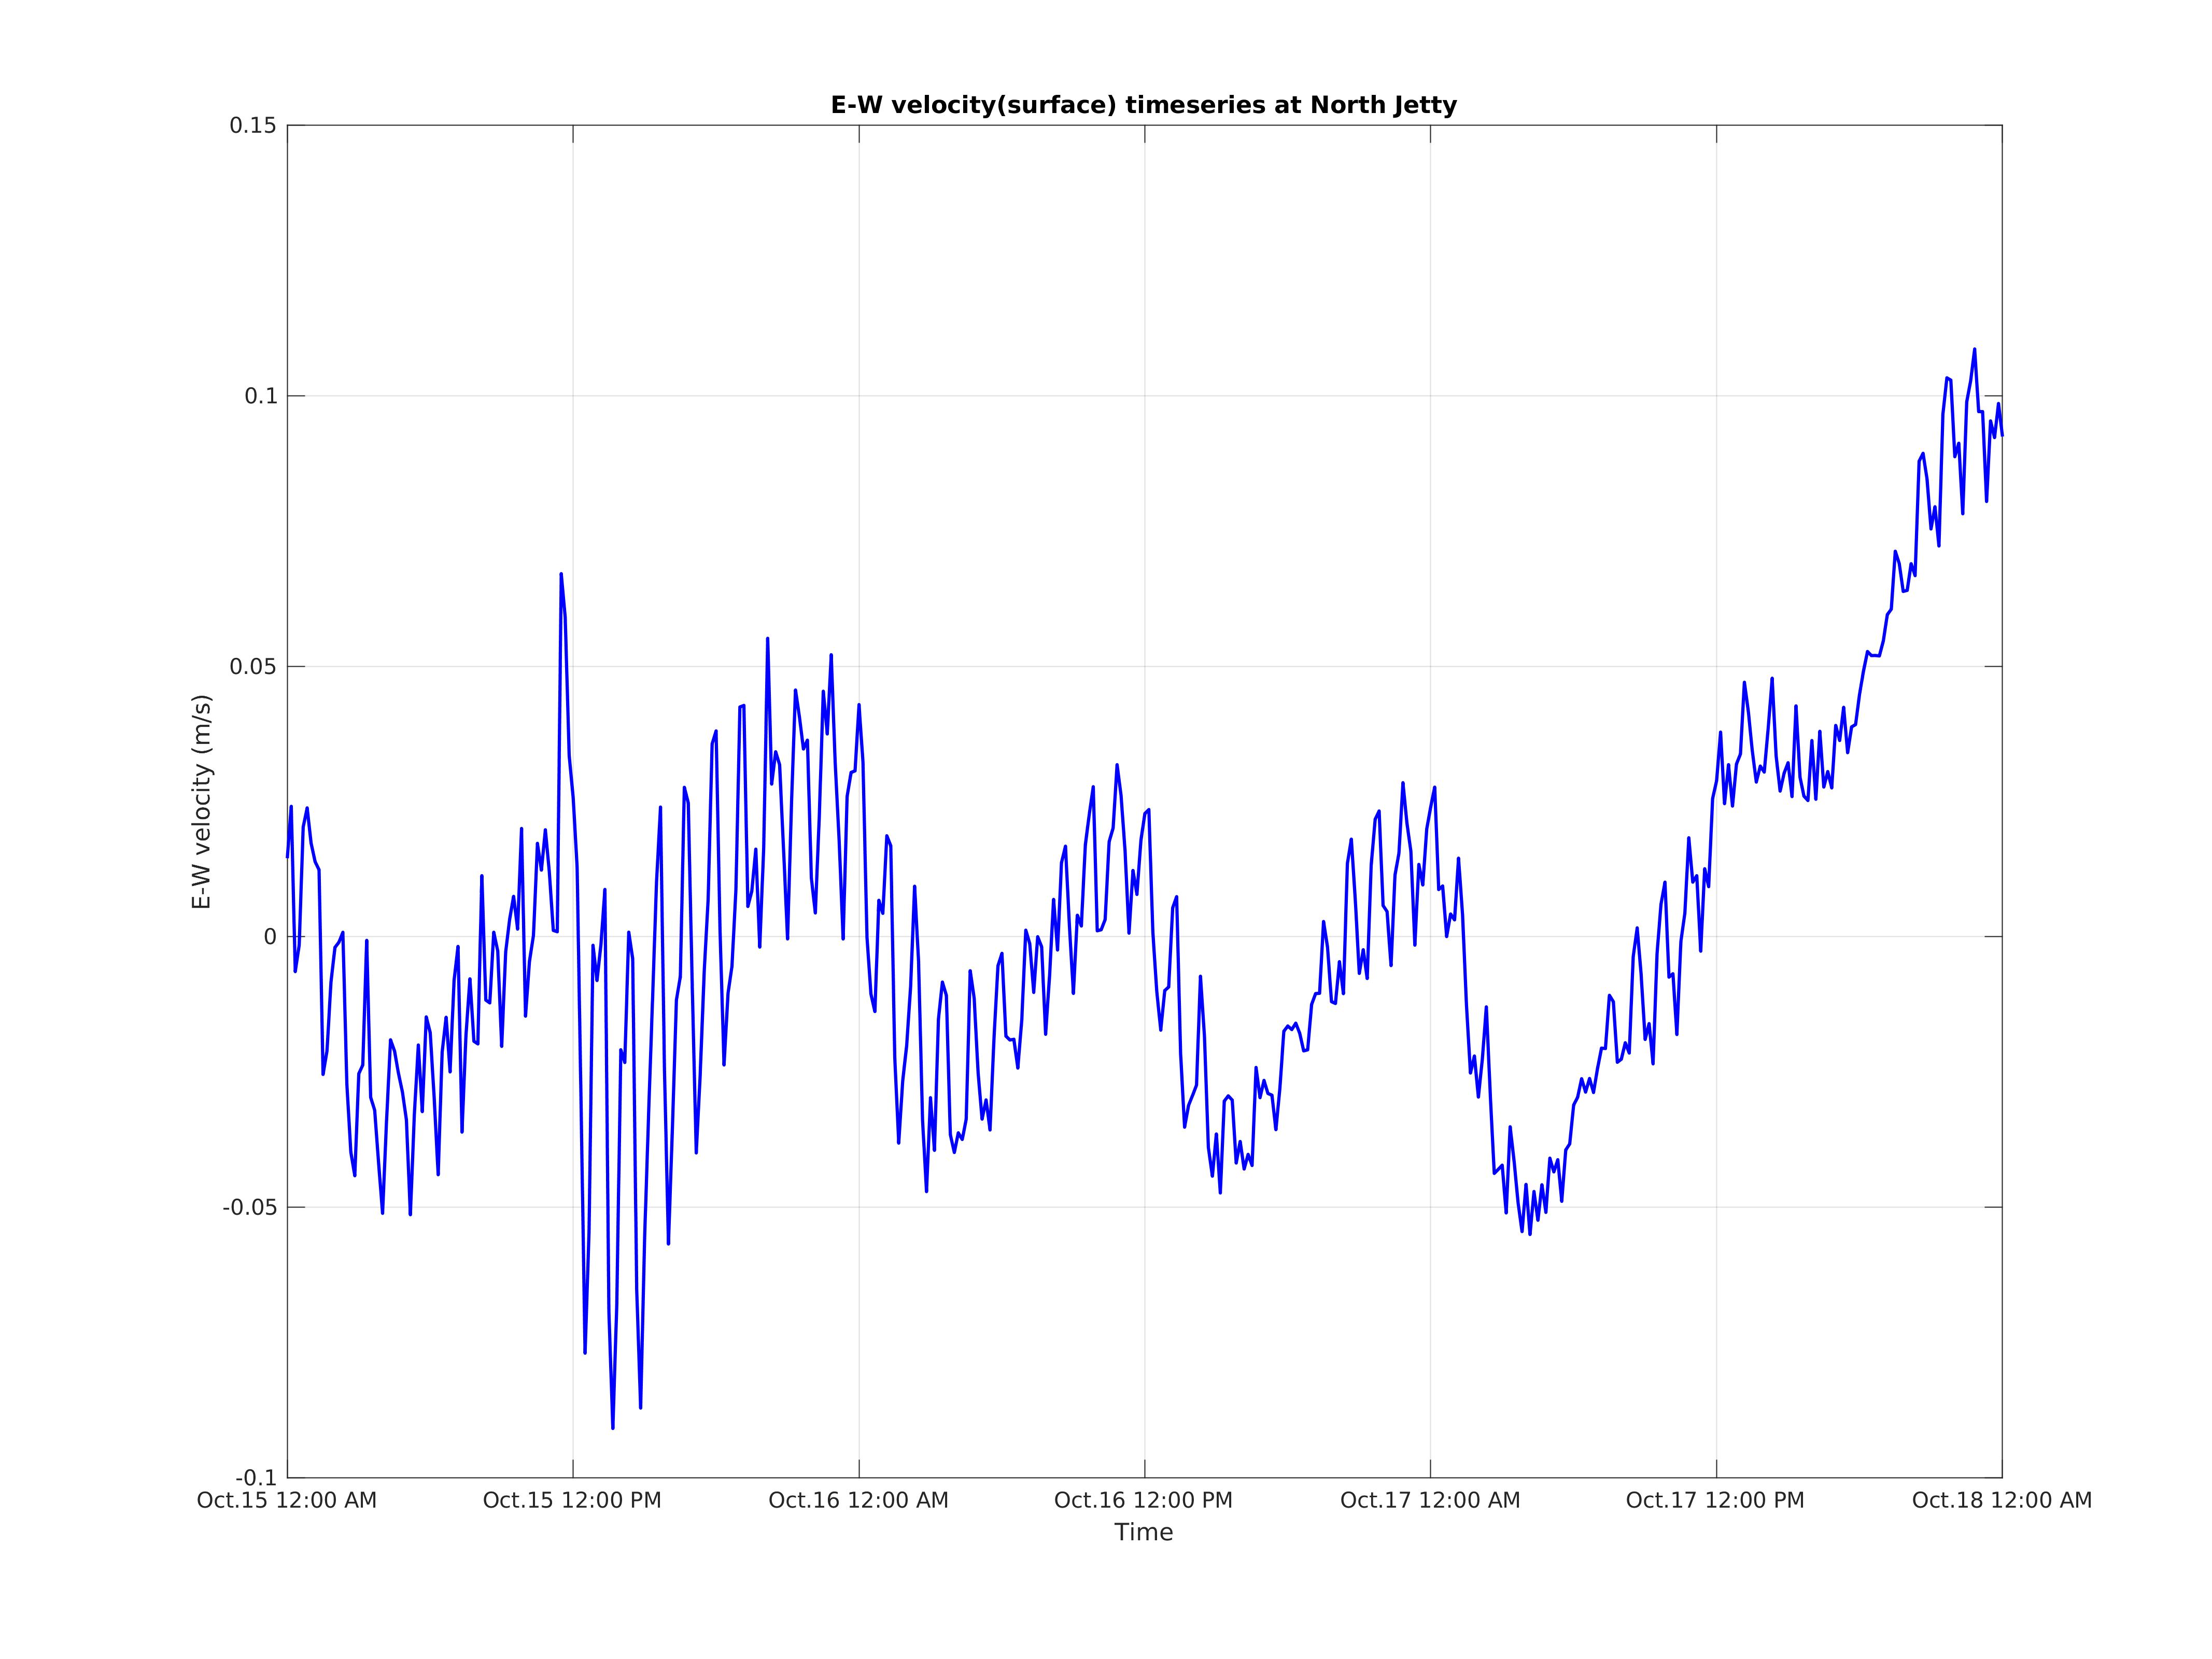 E-W velocity(surface) timeseries at North Jetty
0.15
0.1
0.05
0
-0.05
-0.1
E-W velocity (m/s)
Oct.15 12:00 AM
Oct.15 12:00 PM
Oct.16 12:00 AM
Oct.16 12:00 PM
Oct.17 12:00 AM
Oct.17 12:00 PM
Oct.18 12:00 AM
Time